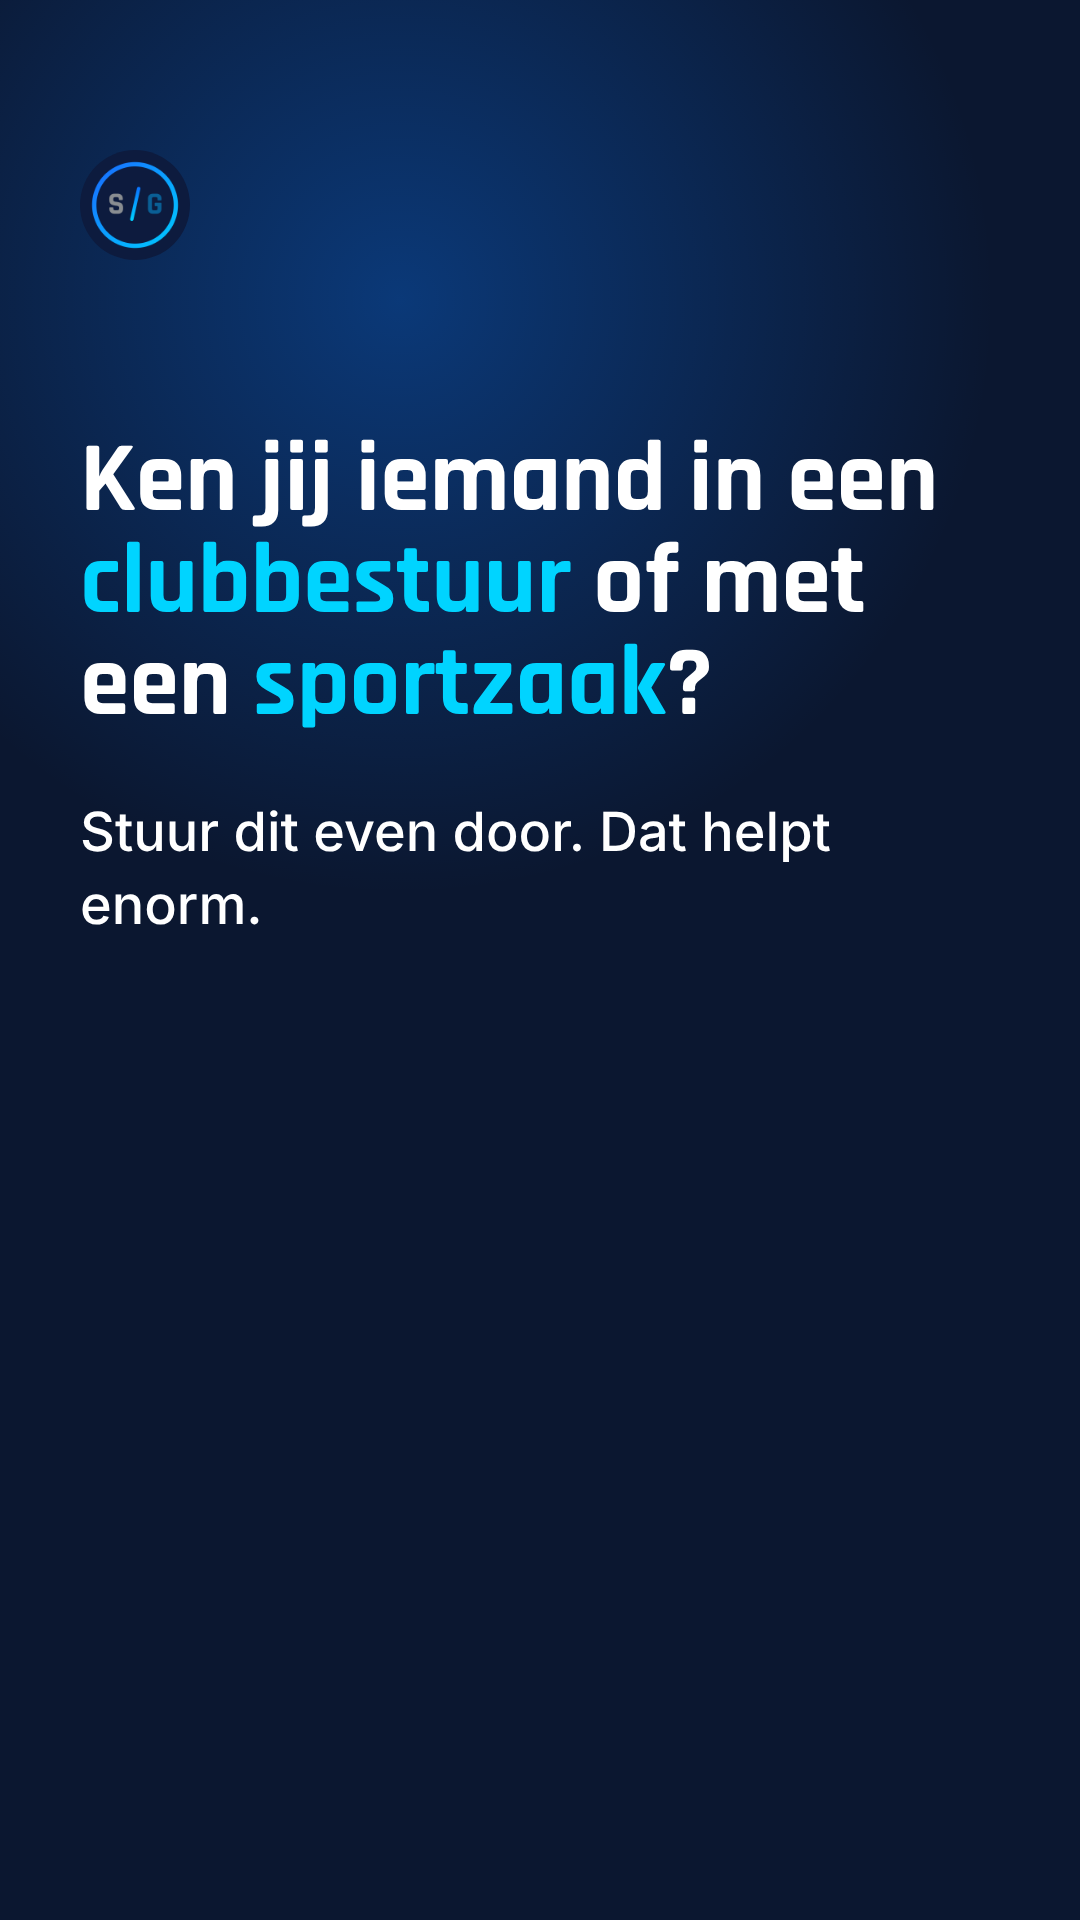 S/G
Ken jij iemand in een
clubbestuur of met
een sportzaak?
Stuur dit even door. Dat helpt
enorm.